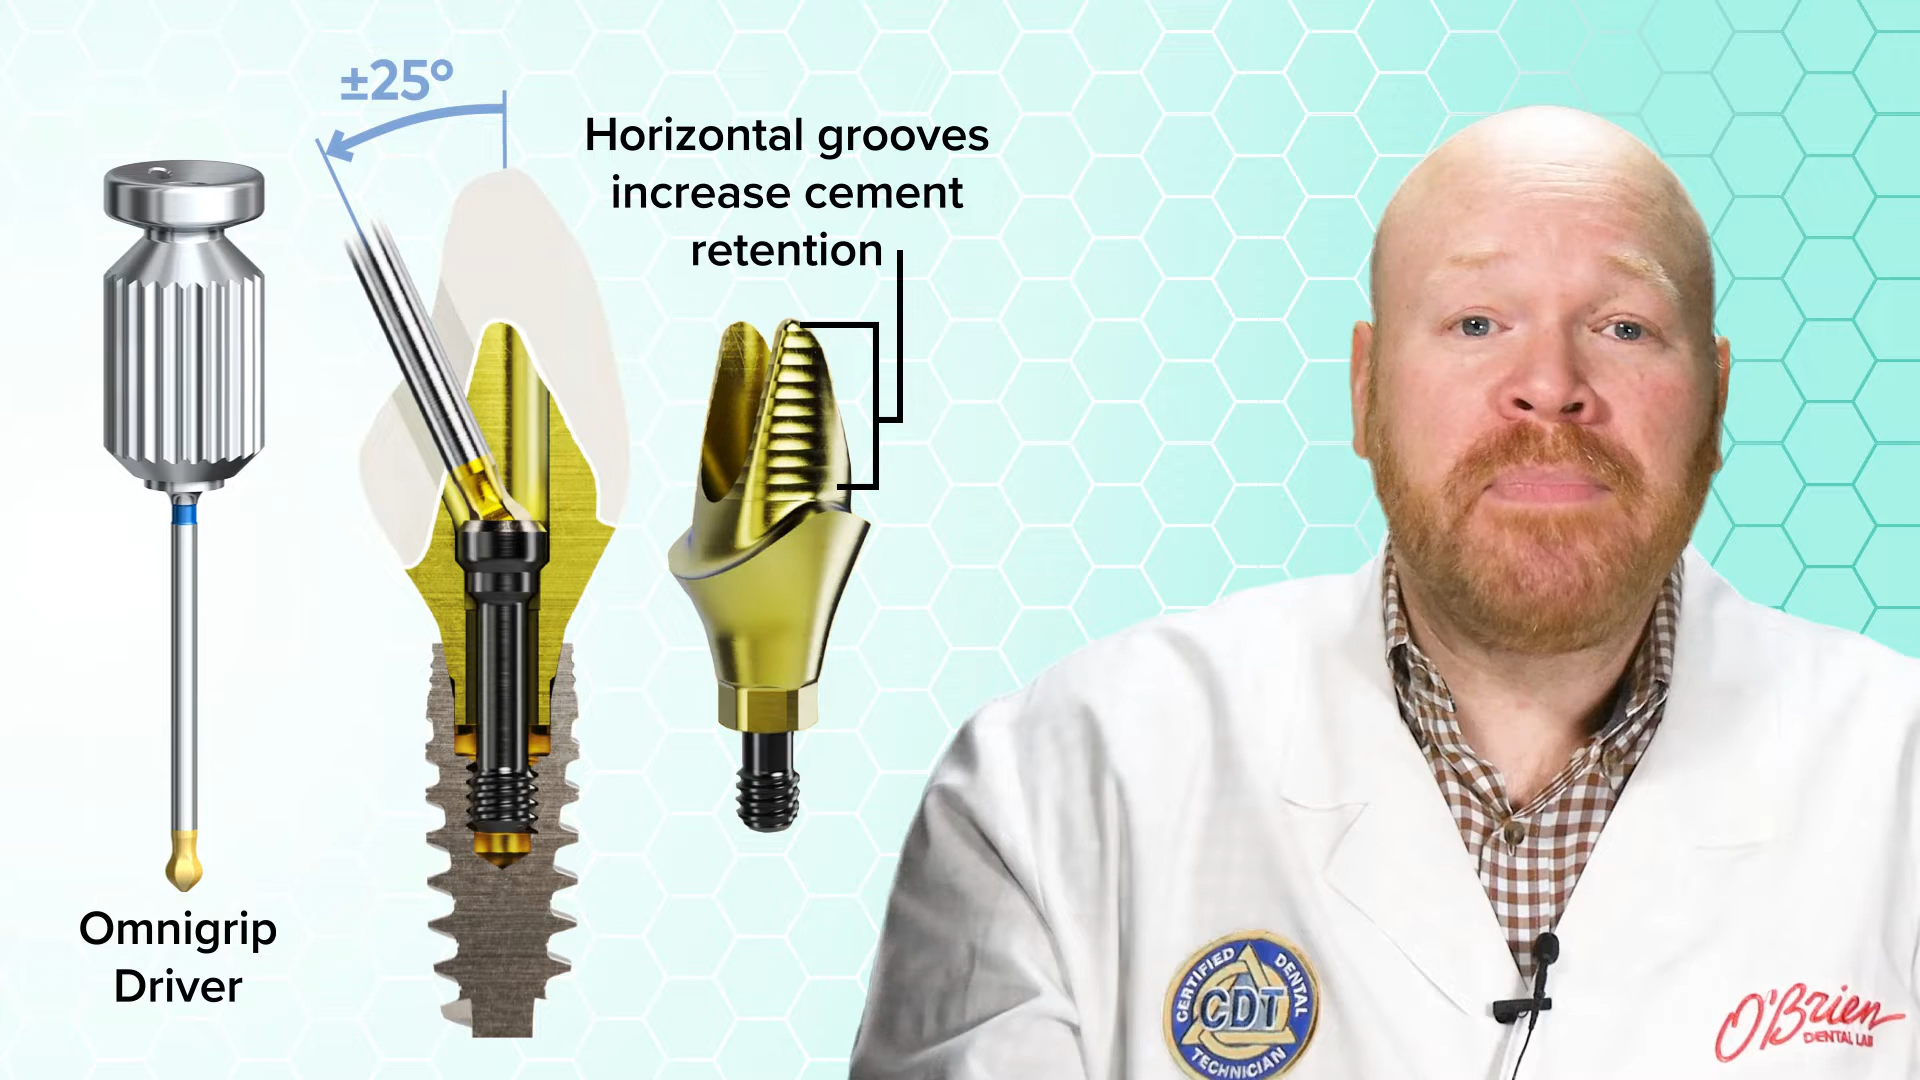 ±25°
Horizontal grooves
increase cement
retention
Omnigrip
Driver
CERTIFIED DENTAL
CDT
TECHNICIAN
O'Brien
DENTAL LAB